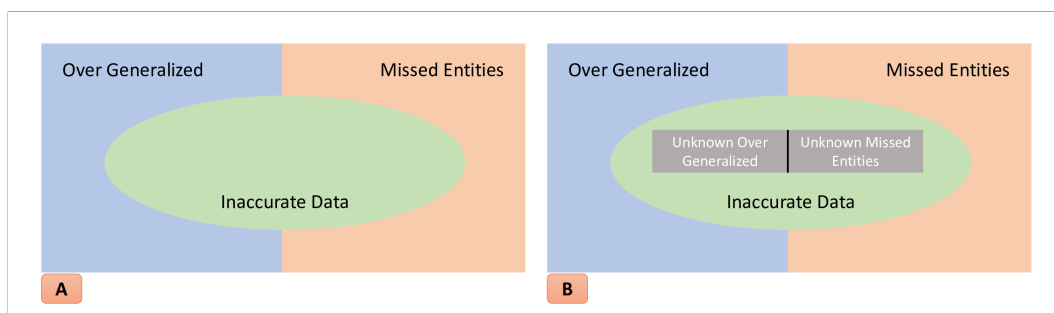 Over Generalized
Missed Entities
Inaccurate Data
A
Over Generalized
Missed Entities
Unknown Over
Generalized
Unknown Missed
Entities
Inaccurate Data
B